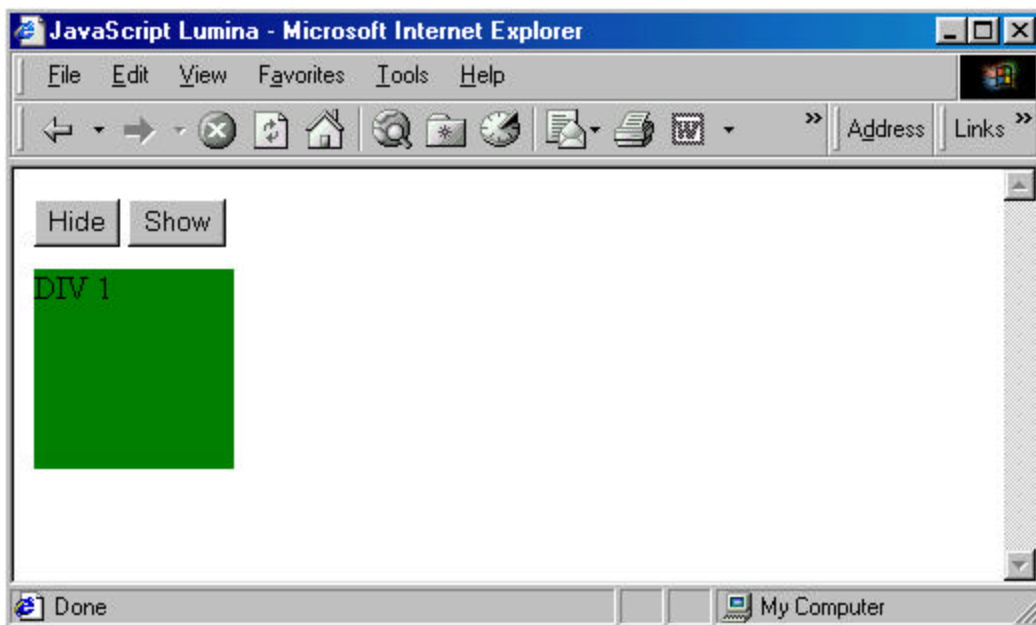 JavaScript Lumina - Microsoft Internet Explorer
File Edit View Favorites Tools Help
W » Address Links »
Hide Show
DIV 1
Done My Computer